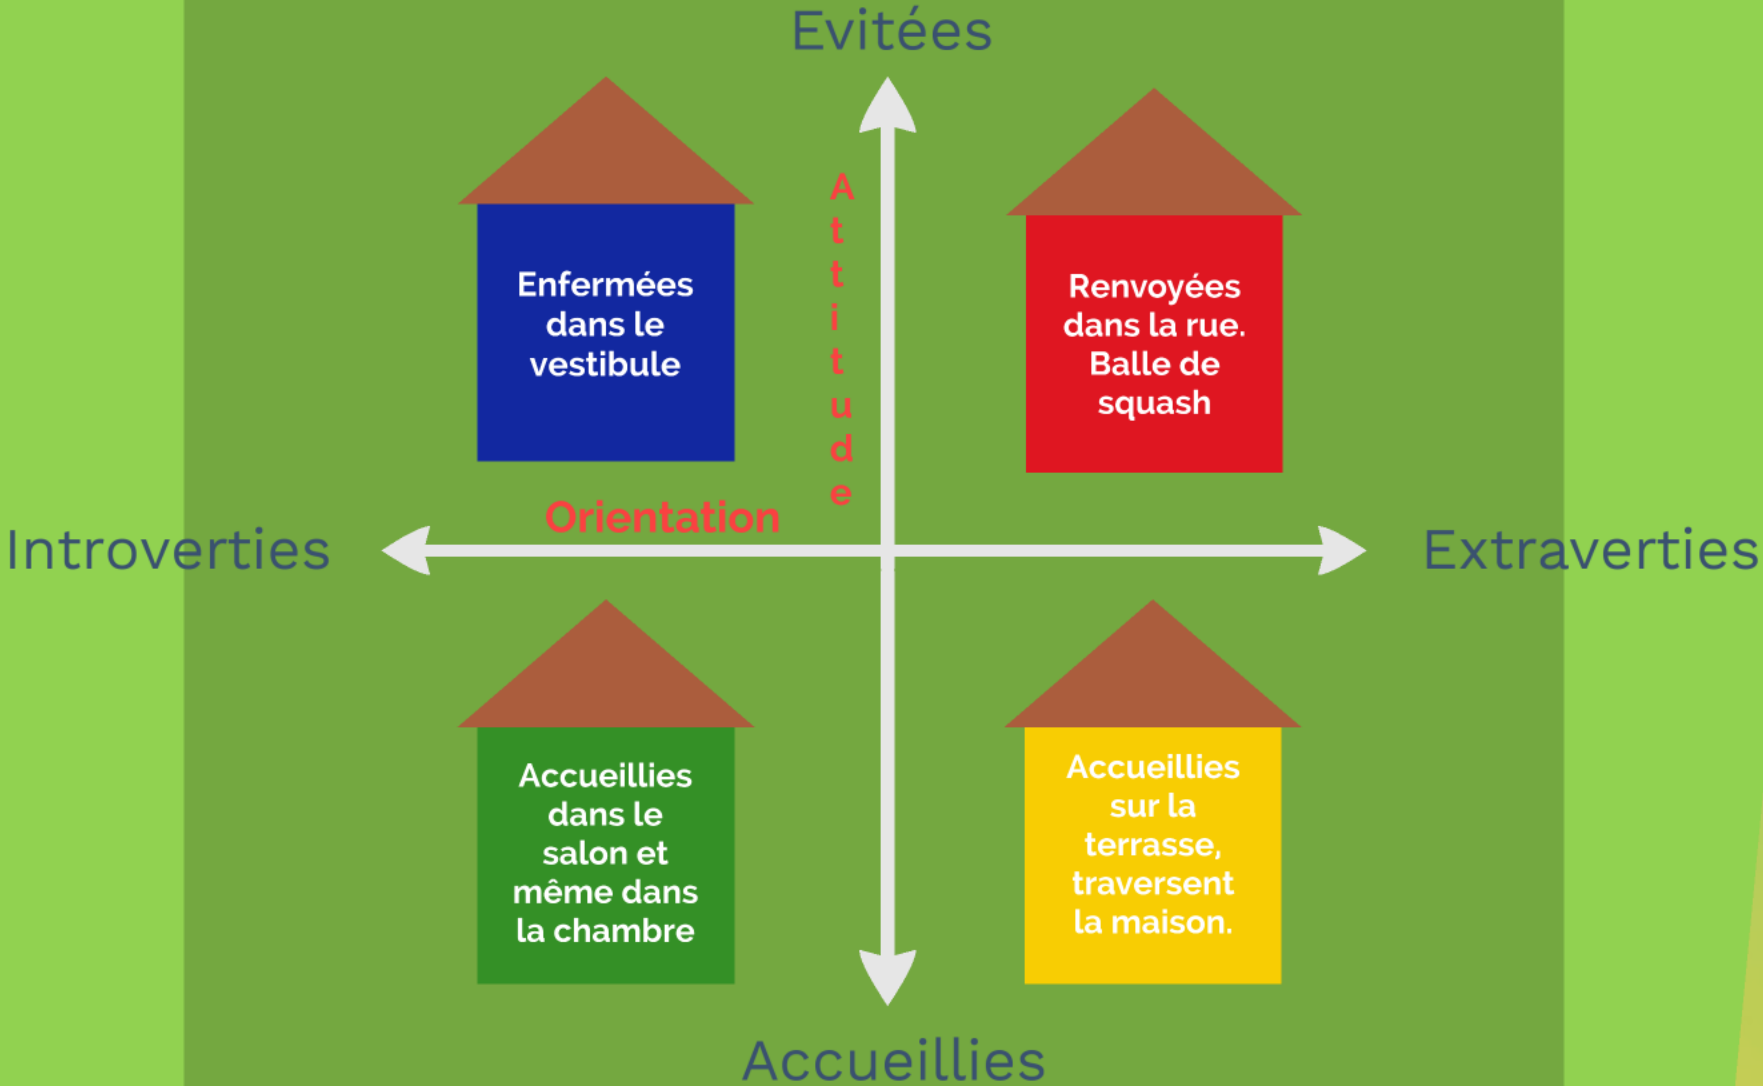 Evitées
Enfermées
dans le
vestibule
Attitude
Renvoyées
dans la rue.
Balle de
squash
Orientation
Introverties
Extraverties
Accueillies
dans le
salon et
même dans
la chambre
Accueillies
sur la
terrasse,
traversent
la maison.
Accueillies